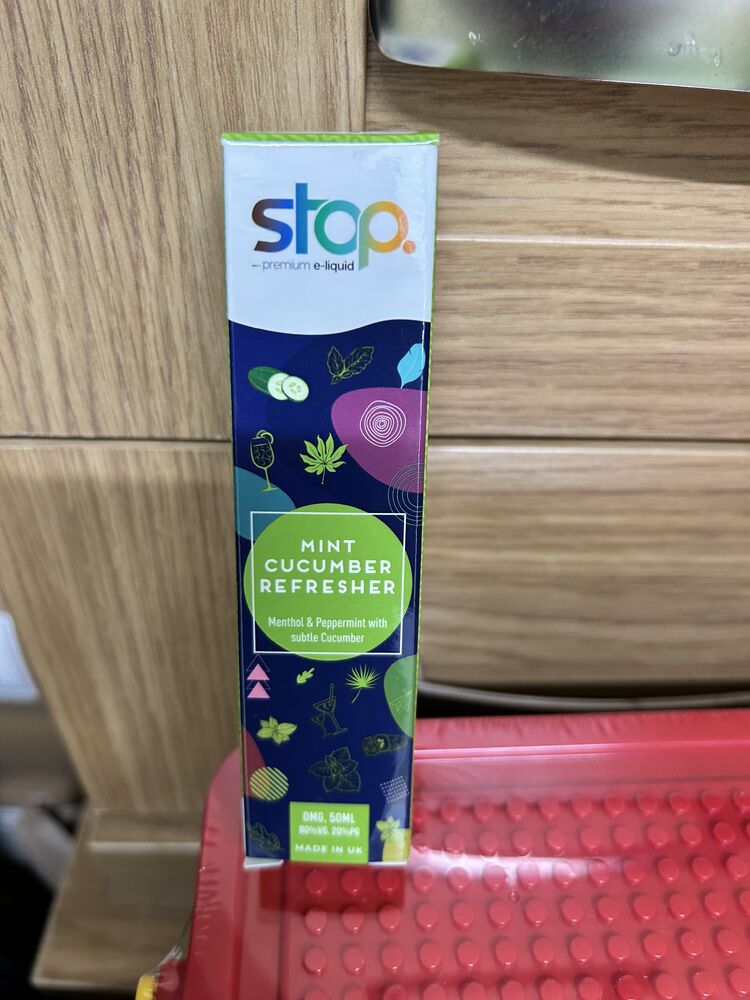 stop.
premium e-liquid
MINT
CUCUMBER
REFRESHER
Menthol & Peppermint with
subtle Cucumber
0MG, 50ML
80%VG, 20%PG
MADE IN UK